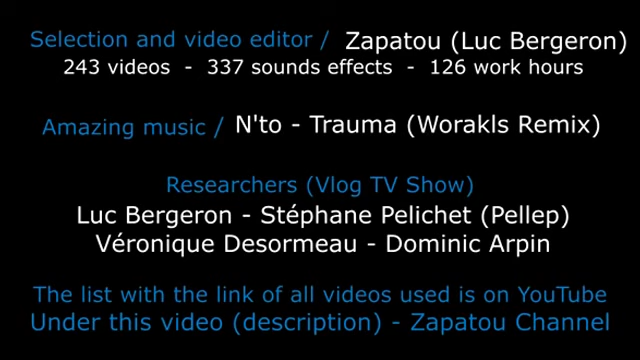 Selection and video editor / Zapatou (Luc Bergeron)
243 videos - 337 sounds effects - 126 work hours
Amazing music / N'to - Trauma (Worakls Remix)
Researchers (Vlog TV Show)
Luc Bergeron - Stéphane Pelichet (Pellep)
Véronique Desormeau - Dominic Arpin
The list with the link of all videos used is on YouTube
Under this video (description) - Zapatou Channel